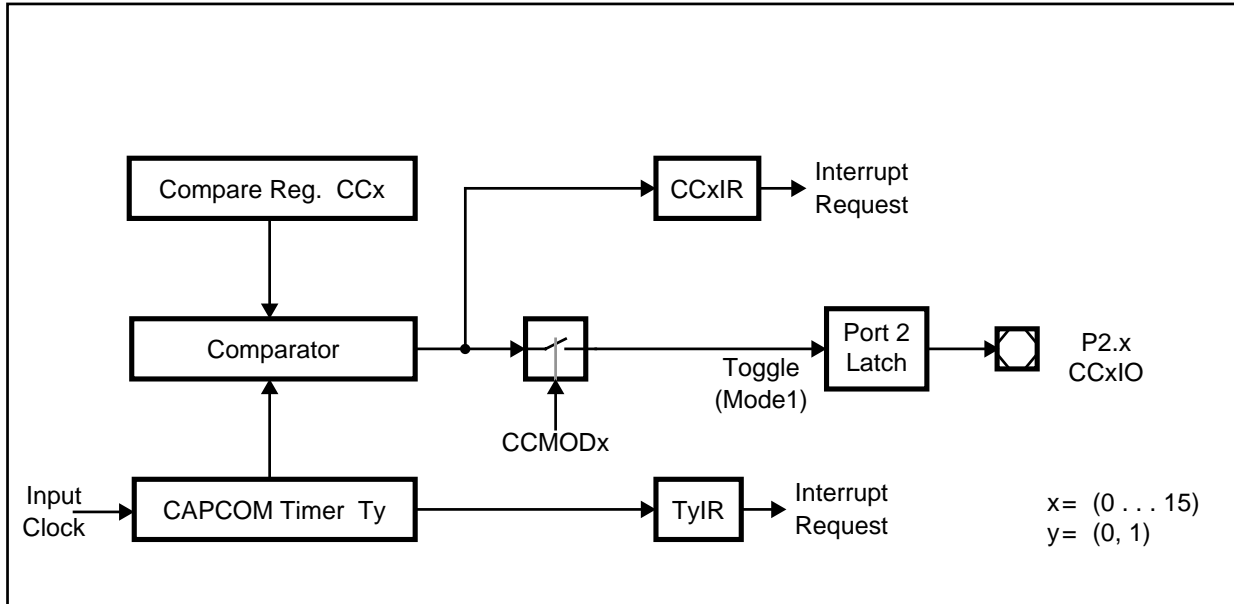 Compare Reg. CCx
CCxIR
Interrupt
Request
Comparator
Toggle
(Mode1)
Port 2
Latch
P2.x
CCxIO
CCMODx
Input
Clock
CAPCOM Timer Ty
TyIR
Interrupt
Request
x= (0 . . . 15)
y= (0, 1)